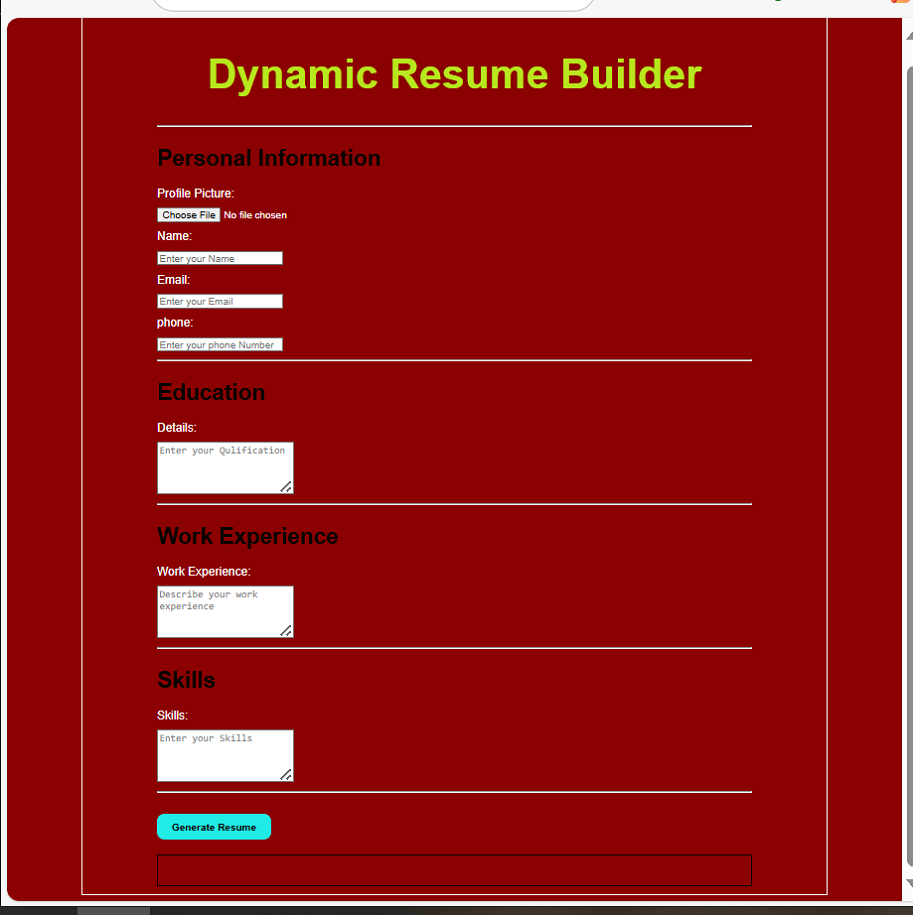 Dynamic Resume Builder
Personal Information
Profile Picture:
Choose File No file chosen
Name:
Enter your Name
Email:
Enter your Email
phone:
Enter your phone Number
Education
Details:
Enter your Qulification
Work Experience
Work Experience:
Describe your work
experience
Skills
Skills:
Enter your Skills
Generate Resume